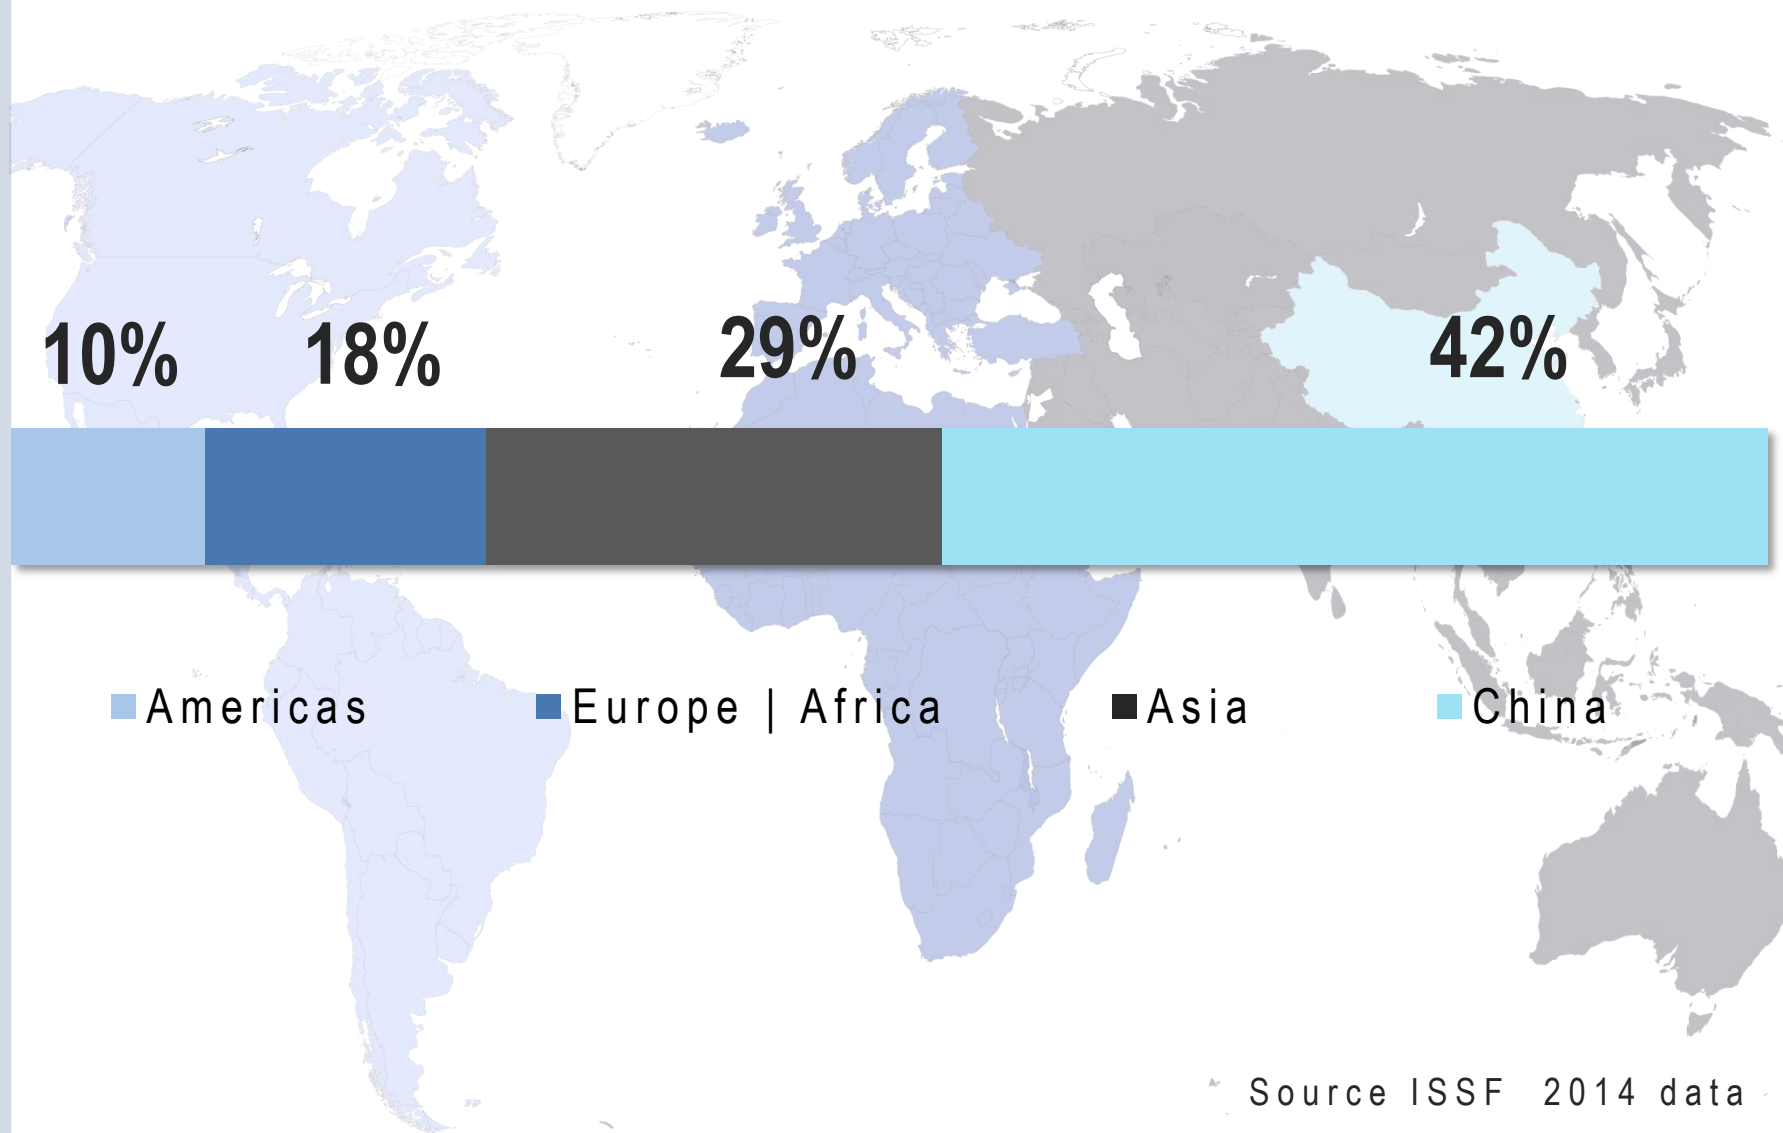 10% 18% 29% 42%
Americas Europe | Africa Asia China
Source ISSF 2014 data